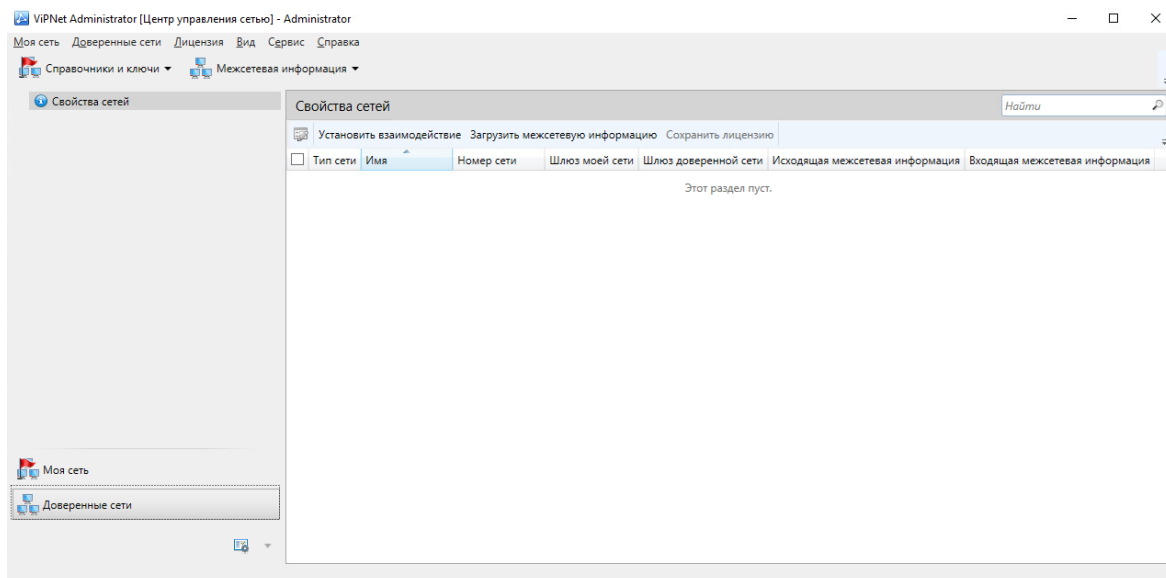 ViPNet Administrator [Центр управления сетью] - Administrator
Моя сеть Доверенные сети Лицензия Вид Сервис Справка
Справочники и ключи Межсетевая информация
Свойства сетей
Свойства сетей
Найти
Установить взаимодействие Загрузить межсетевую информацию Сохранить лицензию
Тип сети Имя Номер сети Шлюз моей сети Шлюз доверенной сети Исходящая межсетевая информация Входящая межсетевая информация
Этот раздел пуст.
Моя сеть
Доверенные сети